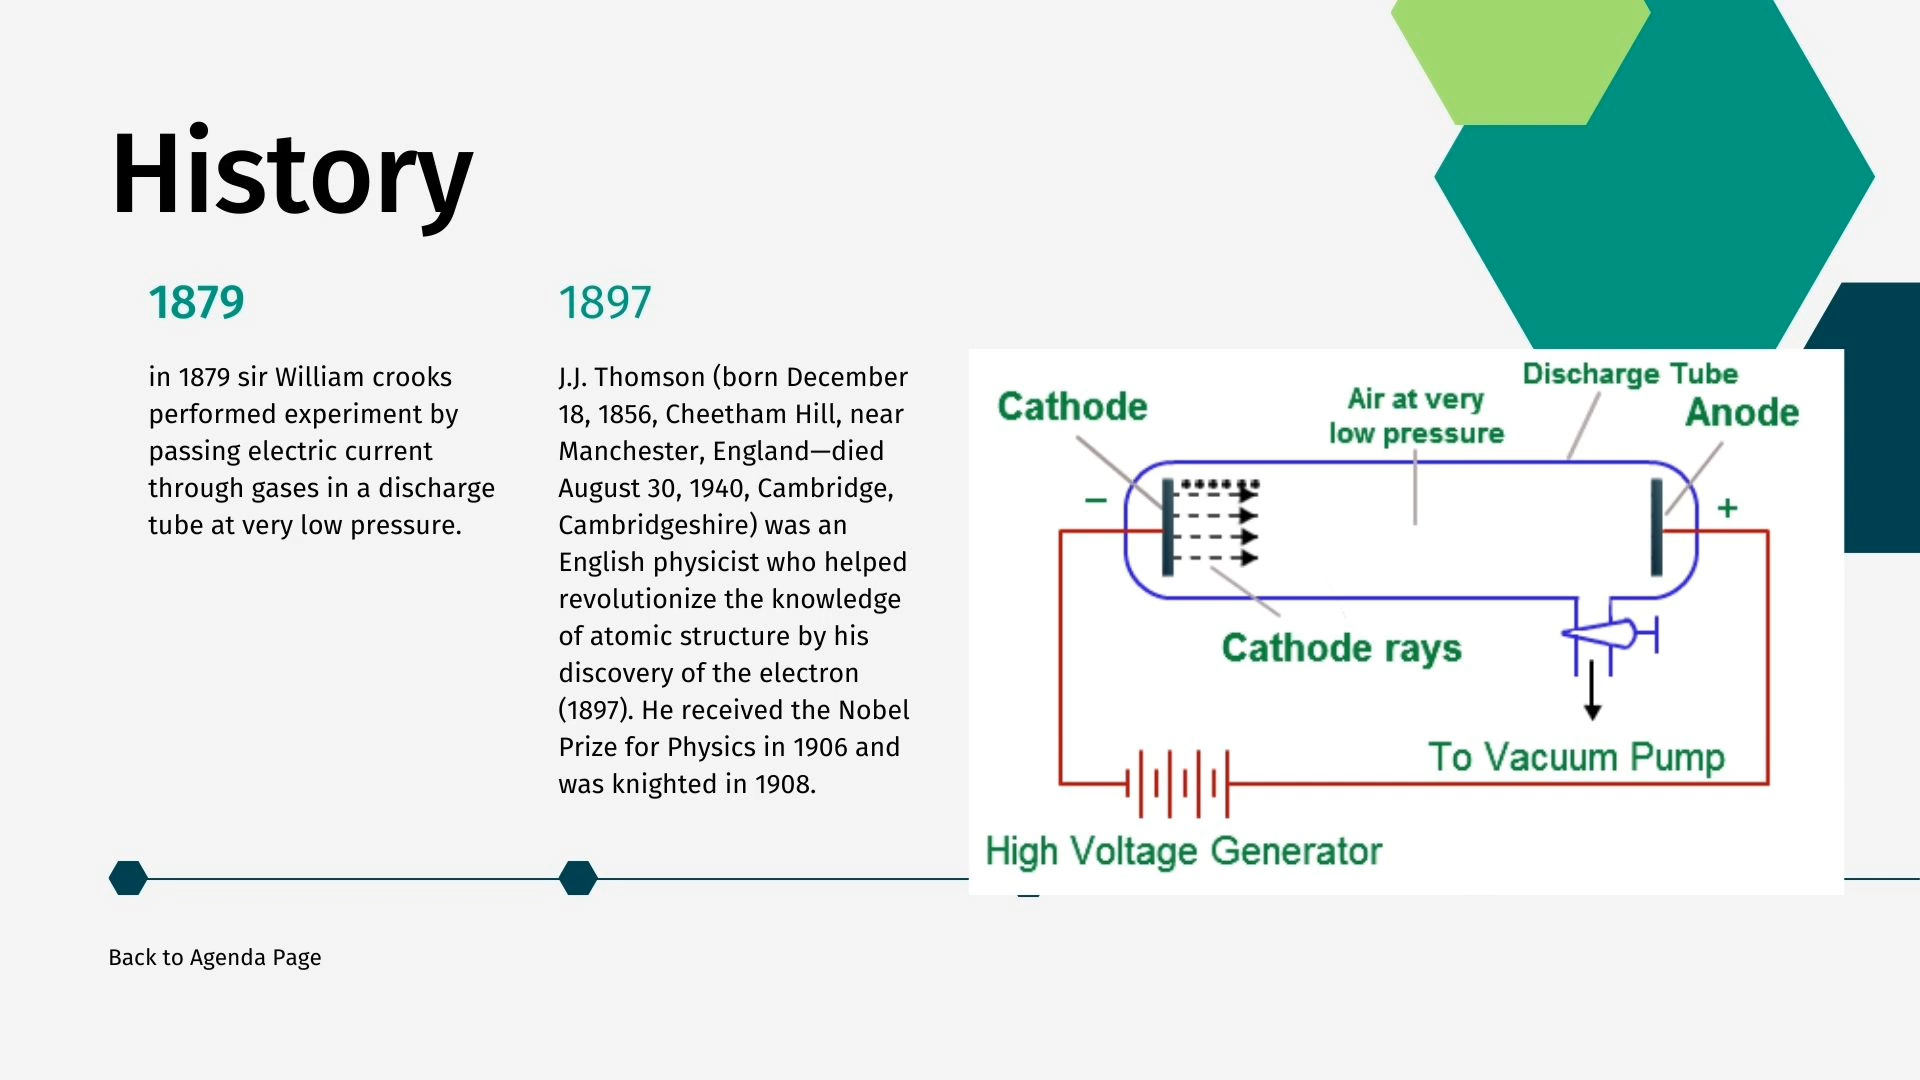 History
1879
in 1879 sir William crooks
performed experiment by
passing electric current
through gases in a discharge
tube at very low pressure.
1897
J.J. Thomson (born December
18, 1856, Cheetham Hill, near
Manchester, England—died
August 30, 1940, Cambridge,
Cambridgeshire) was an
English physicist who helped
revolutionize the knowledge
of atomic structure by his
discovery of the electron
(1897). He received the Nobel
Prize for Physics in 1906 and
was knighted in 1908.
Discharge Tube
Cathode
Air at very
low pressure
Anode
−
+
Cathode rays
To Vacuum Pump
High Voltage Generator
Back to Agenda Page